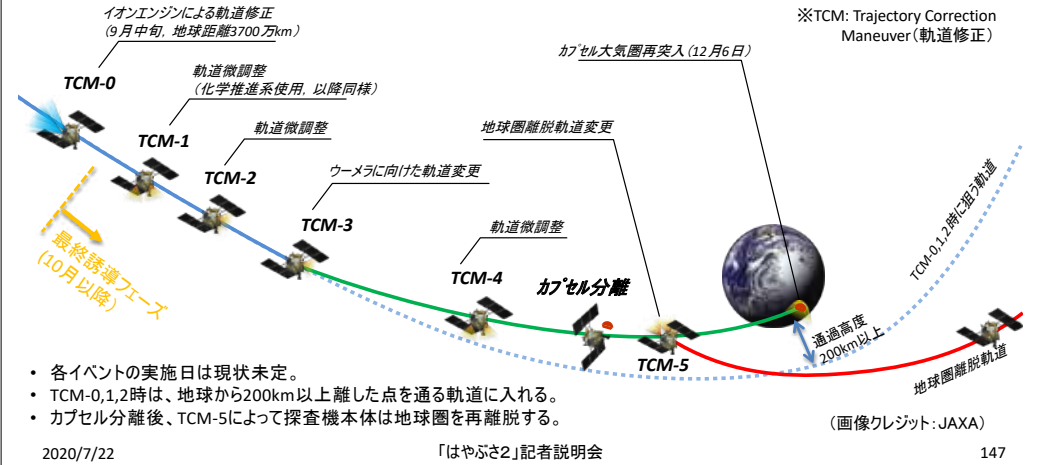 イオンエンジンによる軌道修正
(9月中旬, 地球距離3700万km)
TCM-0
軌道微調整
(化学推進系使用, 以降同様)
TCM-1
軌道微調整
TCM-2
ウーメラに向けた軌道変更
TCM-3
軌道微調整
TCM-4
カプセル分離
地球圏離脱軌道変更
TCM-5
カプセル大気圏再突入(12月6日)
※TCM: Trajectory Correction
Maneuver(軌道修正)
最終誘導フェーズ
(10月以降)
TCM-0,1,2時に狙う軌道
通過高度
200km以上
地球圏離脱軌道
• 各イベントの実施日は現状未定。
• TCM-0,1,2時は、地球から200km以上離した点を通る軌道に入れる。
• カプセル分離後、TCM-5によって探査機本体は地球圏を再離脱する。
(画像クレジット:JAXA)
2020/7/22
「はやぶさ2」記者説明会
147